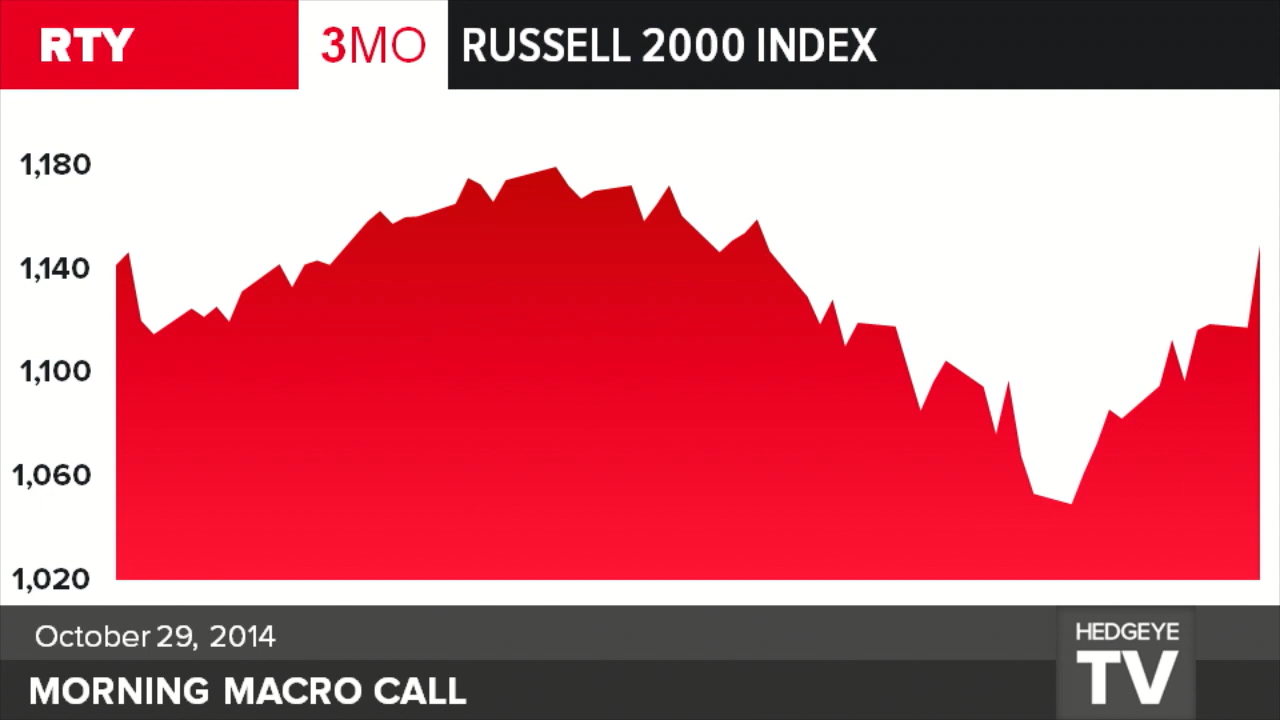 RTY 3MO RUSSELL 2000 INDEX
1,180
1,140
1,100
1,060
1,020
October 29, 2014
MORNING MACRO CALL
HEDGEYE
TV